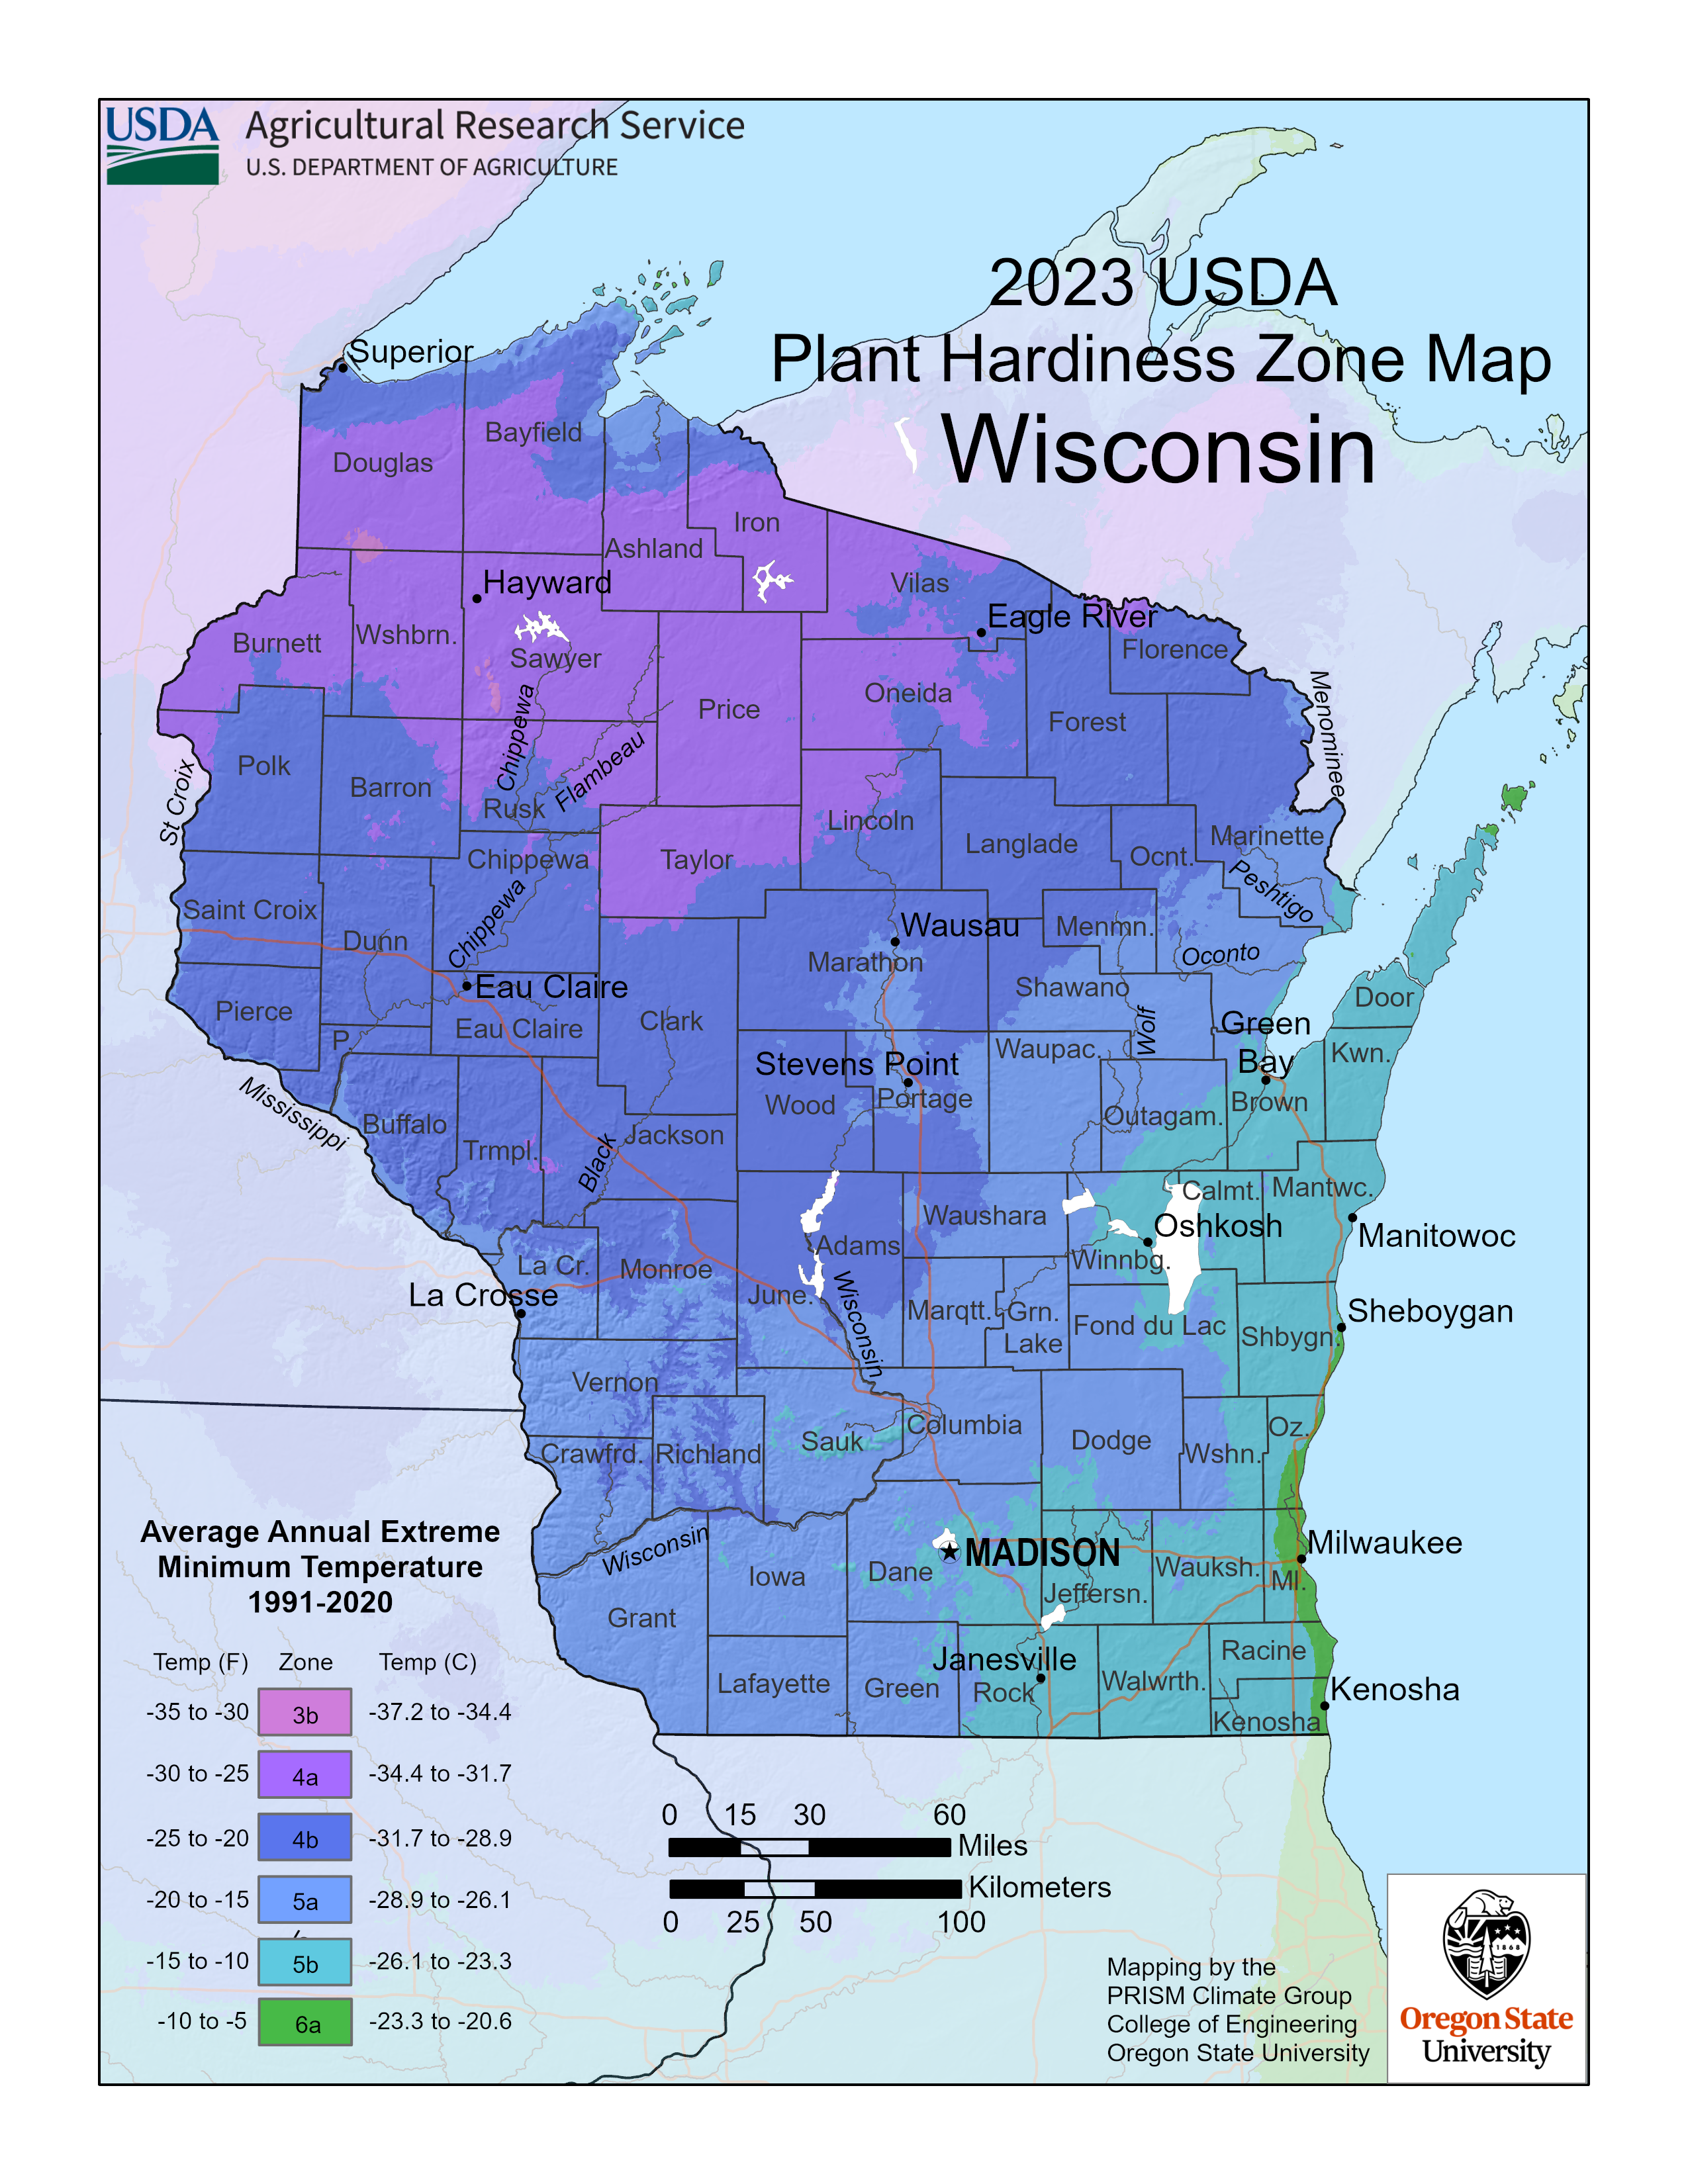 USDA
Agricultural Research Service
U.S. DEPARTMENT OF AGRICULTURE
2023 USDA
Plant Hardiness Zone Map
Wisconsin
Superior
Bayfield
Douglas
Iron
Ashland
Hayward
Vilas
Eagle River
Burnett
Wshbrn.
Sawyer
Florence
Menominee
Oneida
Price
Forest
Chippewa
Flambeau
Polk
Barron
Rusk
St Croix
Lincoln
Langlade
Marinette
Ocnt.
Chippewa
Taylor
Peshtigo
Saint Croix
Chippewa
Wausau
Menmn.
Dunn
Marathon
Oconto
Eau Claire
Shawano
Door
Pierce
Eau Claire
Clark
Wolf
Green
Bay
P.
Waupac.
Kwn.
Stevens Point
Mississippi
Wood
Portage
Brown
Buffalo
Outagam.
Trmpl.
Black
Jackson
Calmt.
Mantwc.
Waushara
Oshkosh
Manitowoc
Adams
Winnbg.
La Cr.
Monroe
La Crosse
June.
Wisconsin
Marqtt.
Grn.
Lake
Fond du Lac
Sheboygan
Shbygn.
Vernon
Columbia
Oz.
Crawfrd.
Richland
Sauk
Dodge
Wshn.
Average Annual Extreme
Minimum Temperature
1991-2020
Wisconsin
MADISON
Milwaukee
Iowa
Dane
Wauksh.
Ml.
Jeffersn.
Grant
Racine
Janesville
Lafayette
Green
Rock
Walwrth.
Kenosha
Kenosha
Temp (F) Zone Temp (C)
-35 to -30 3b -37.2 to -34.4
-30 to -25 4a -34.4 to -31.7
-25 to -20 4b -31.7 to -28.9
-20 to -15 5a -28.9 to -26.1
-15 to -10 5b -26.1 to -23.3
-10 to -5 6a -23.3 to -20.6
0 15 30 60
Miles
Kilometers
0 25 50 100
Mapping by the
PRISM Climate Group
College of Engineering
Oregon State University
1868
Oregon State
University